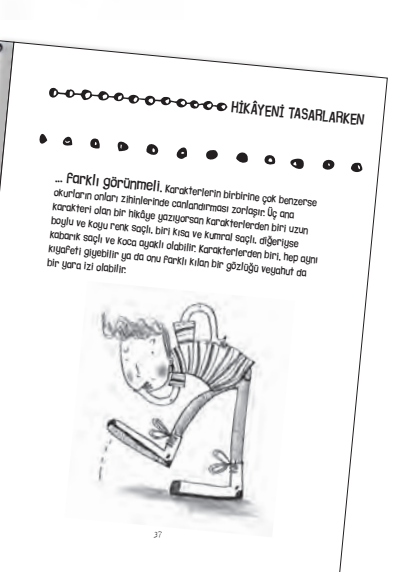 HİKÂYENİ TASARLARKEN
... farklı görünmeli. Karakterlerin birbirine çok benzerse
okurların onları zihinlerinde canlandırması zorlaşır. Üç ana
karakteri olan bir hikâye yazıyorsan karakterlerden biri uzun
boylu ve koyu renk saçlı, biri kısa ve kumral saçlı, diğeriyse
kabarık saçlı ve koca ayaklı olabilir. Karakterlerden biri, hep aynı
kıyafeti giyebilir ya da onu farklı kılan bir gözlüğü veyahut da
bir yara izi olabilir.
37